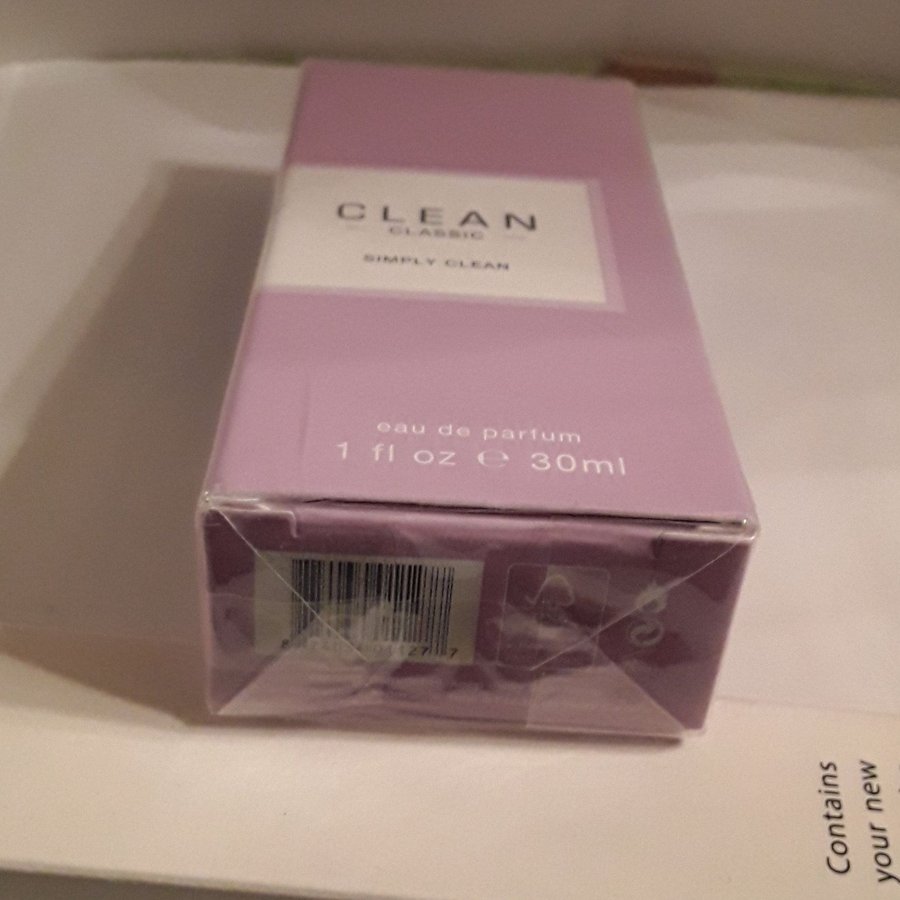 CLEAN
CLASSIC
SIMPLY CLEAN
eau de parfum
1 fl oz ℮ 30ml
Contains
your new